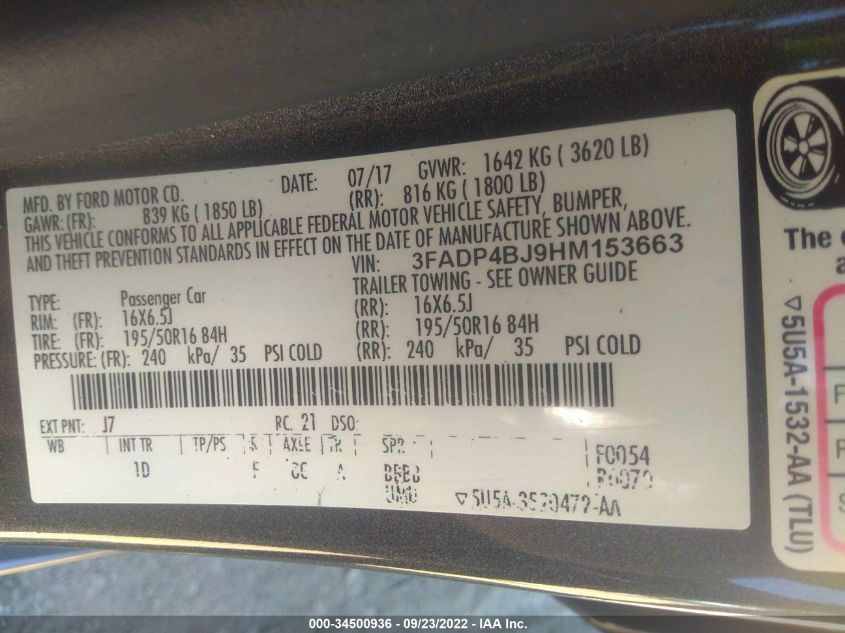 MFD. BY FORD MOTOR CO. DATE: 07/17 GVWR: 1642 KG ( 3620 LB)
GAWR: (FR): 839 KG ( 1850 LB) (RR): 816 KG ( 1800 LB)
THIS VEHICLE CONFORMS TO ALL APPLICABLE FEDERAL MOTOR VEHICLE SAFETY, BUMPER,
AND THEFT PREVENTION STANDARDS IN EFFECT ON THE DATE OF MANUFACTURE SHOWN ABOVE.
VIN: 3FADP4BJ9HM153663
TRAILER TOWING - SEE OWNER GUIDE
TYPE: Passenger Car
RIM: (FR): 16X6.5J (RR): 16X6.5J
TIRE: (FR): 195/50R16 84H (RR): 195/50R16 84H
PRESSURE: (FR): 240 kPa/ 35 PSI COLD (RR): 240 kPa/ 35 PSI COLD
EXT PNT: J7 RC: 21 DSO:
WB INT TR TP/PS R AXLE TR SPR
1D F A F0054
▽5U5A-1532-AA (TLU)
The
000-34500936 - 09/23/2022 - IAA Inc.